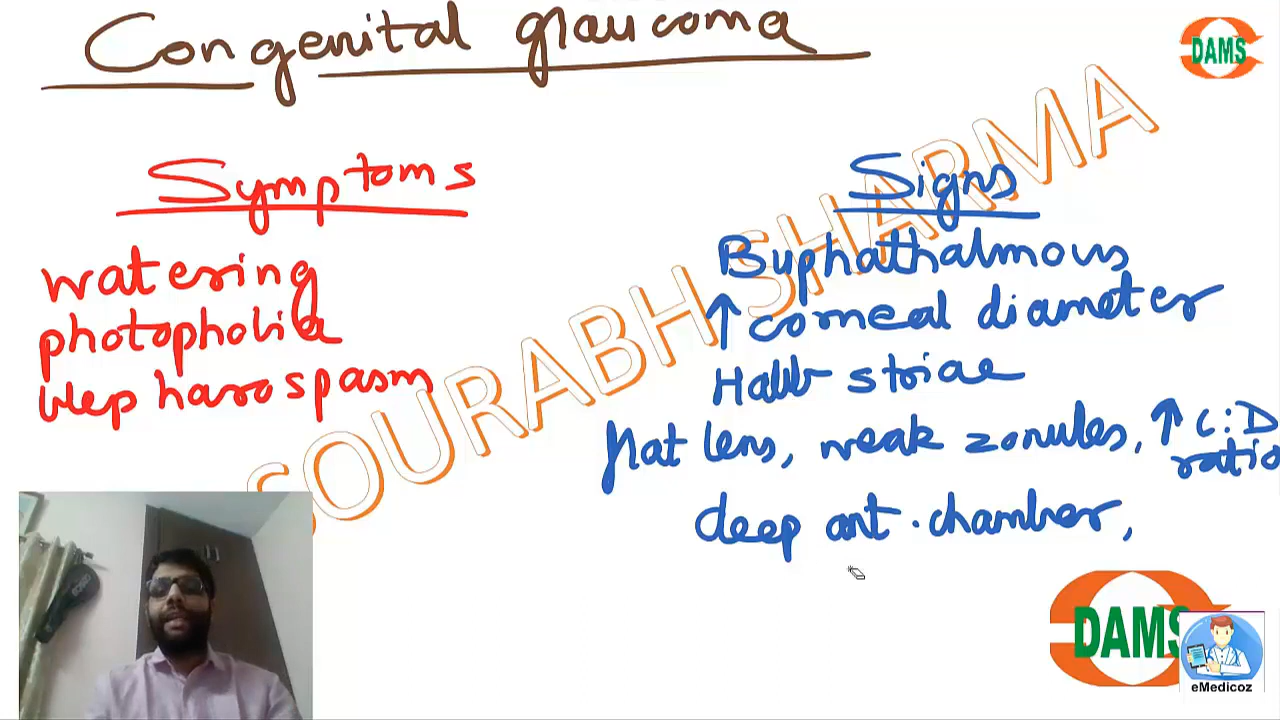 Congenital glaucoma
DAMS
Symptoms
watering
photophobia
blepharospasm
Signs
Buphathalmous
↑ corneal diameter
Habb striae
flat lens, weak zonules, ↑ C:D ratio
deep ant. chamber,
SOURABH SHARMA
DAMS
eMedicoz